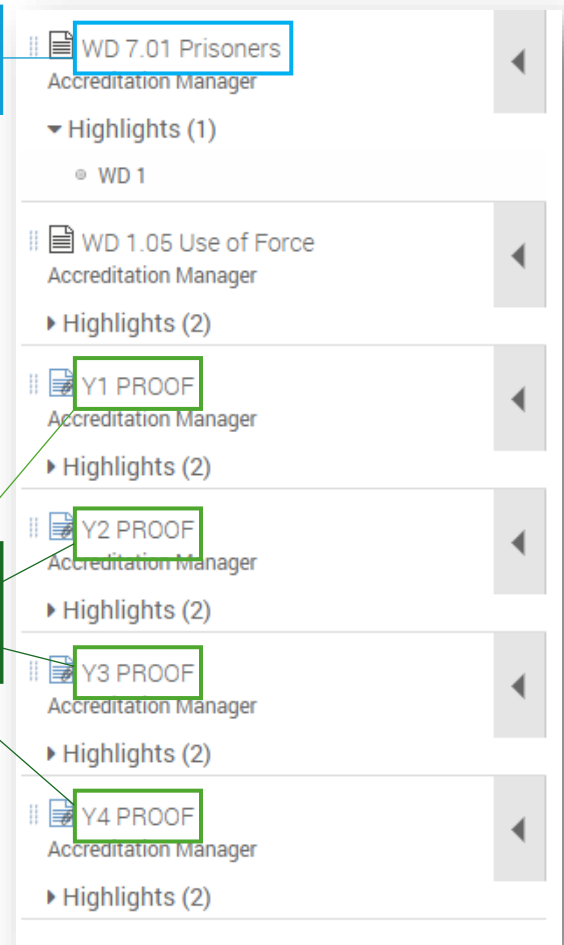 WD 7.01 Prisoners
Accreditation Manager
Highlights (1)
WD 1
WD 1.05 Use of Force
Accreditation Manager
Highlights (2)
Y1 PROOF
Accreditation Manager
Highlights (2)
Y2 PROOF
Accreditation Manager
Highlights (2)
Y3 PROOF
Accreditation Manager
Highlights (2)
Y4 PROOF
Accreditation Manager
Highlights (2)